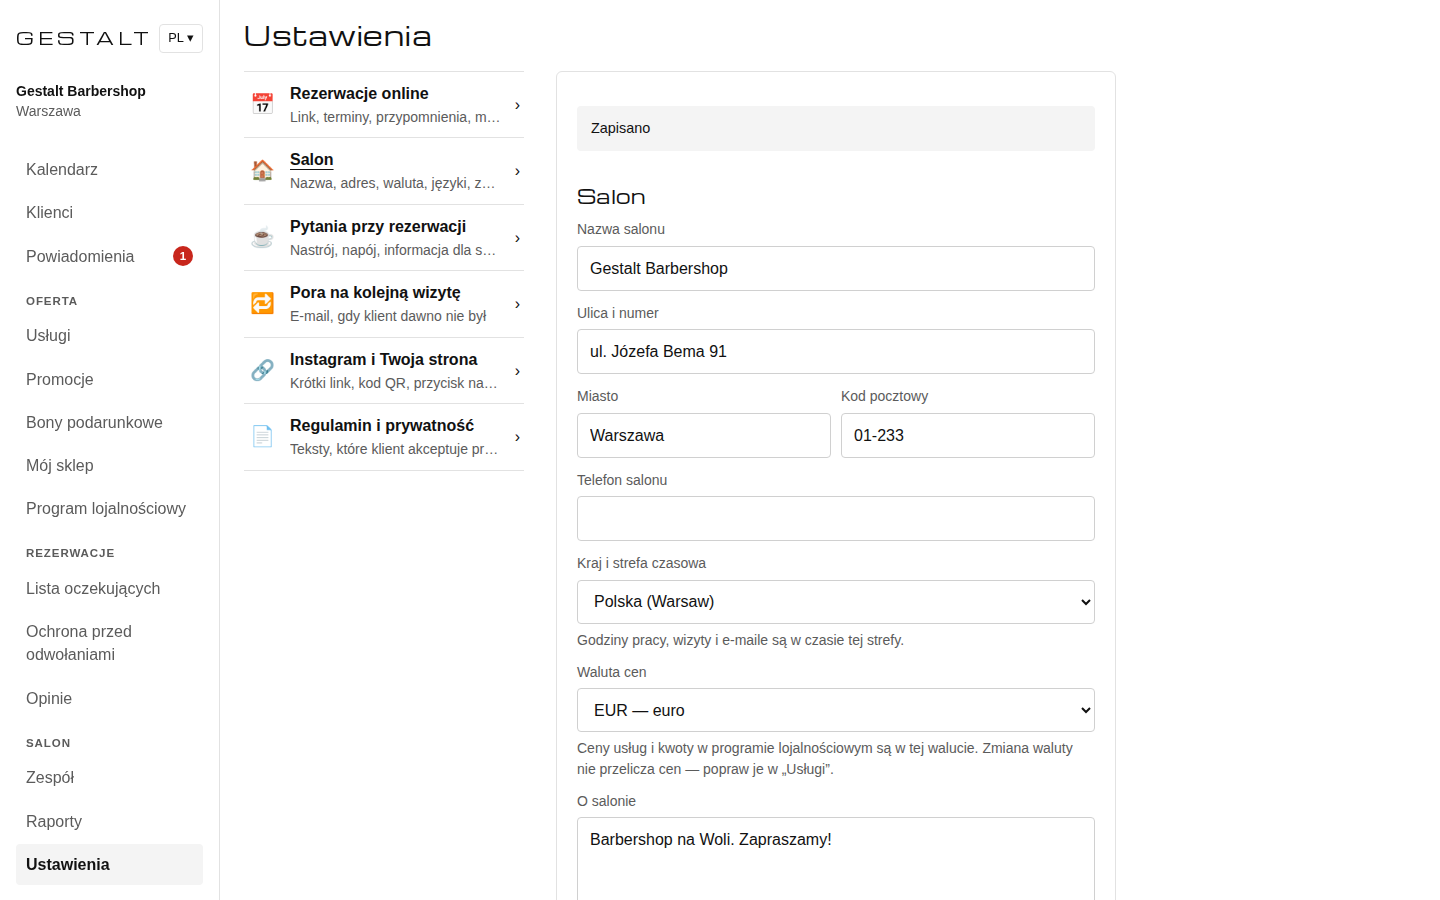 GESTALT
PL ▾
Gestalt Barbershop
Warszawa
Kalendarz
Klienci
Powiadomienia
1
OFERTA
Usługi
Promocje
Bony podarunkowe
Mój sklep
Program lojalnościowy
REZERWACJE
Lista oczekujących
Ochrona przed
odwołaniami
Opinie
SALON
Zespół
Raporty
Ustawienia
Ustawienia
Rezerwacje online
Link, terminy, przypomnienia, m…
Salon
Nazwa, adres, waluta, języki, z…
Pytania przy rezerwacji
Nastrój, napój, informacja dla s…
Pora na kolejną wizytę
E-mail, gdy klient dawno nie był
Instagram i Twoja strona
Krótki link, kod QR, przycisk na…
Regulamin i prywatność
Teksty, które klient akceptuje pr…
Zapisano
Salon
Nazwa salonu
Gestalt Barbershop
Ulica i numer
ul. Józefa Bema 91
Miasto
Kod pocztowy
Warszawa
01-233
Telefon salonu
Kraj i strefa czasowa
Polska (Warsaw)
Godziny pracy, wizyty i e-maile są w czasie tej strefy.
Waluta cen
EUR — euro
Ceny usług i kwoty w programie lojalnościowym są w tej walucie. Zmiana waluty
nie przelicza cen — popraw je w „Usługi”.
O salonie
Barbershop na Woli. Zapraszamy!